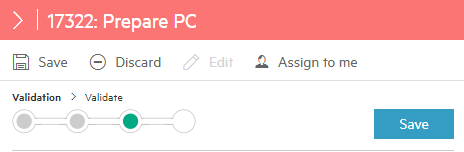 17322: Prepare PC
Save Discard Edit Assign to me
Validation > Validate
Save